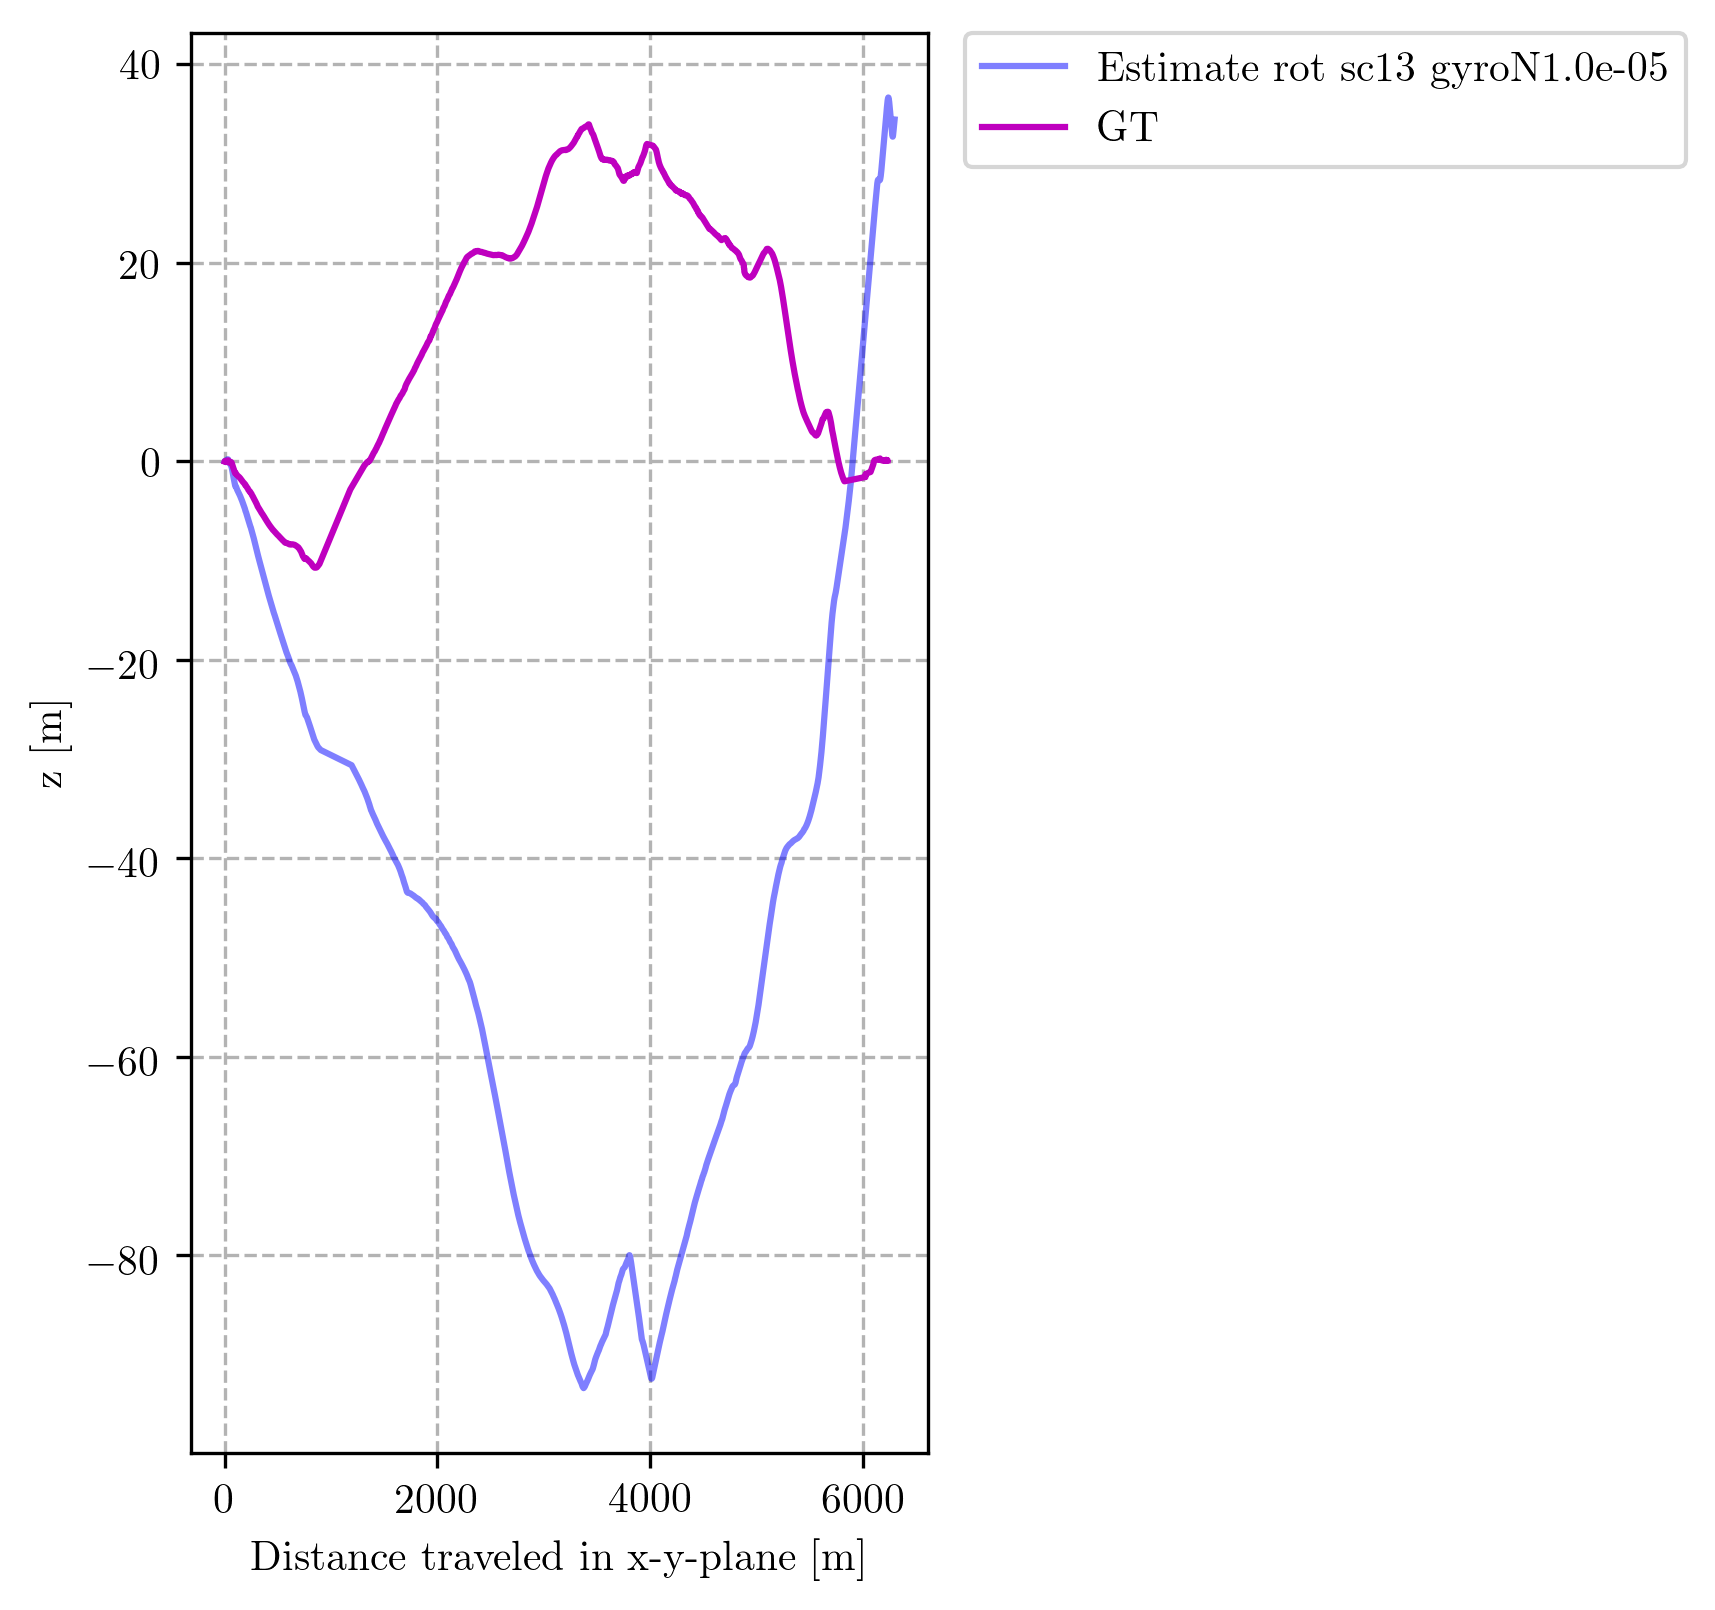 Estimate rot sc13 gyroN1.0e-05
GT
40
20
0
−20
−40
−60
−80
z [m]
0 2000 4000 6000
Distance traveled in x-y-plane [m]